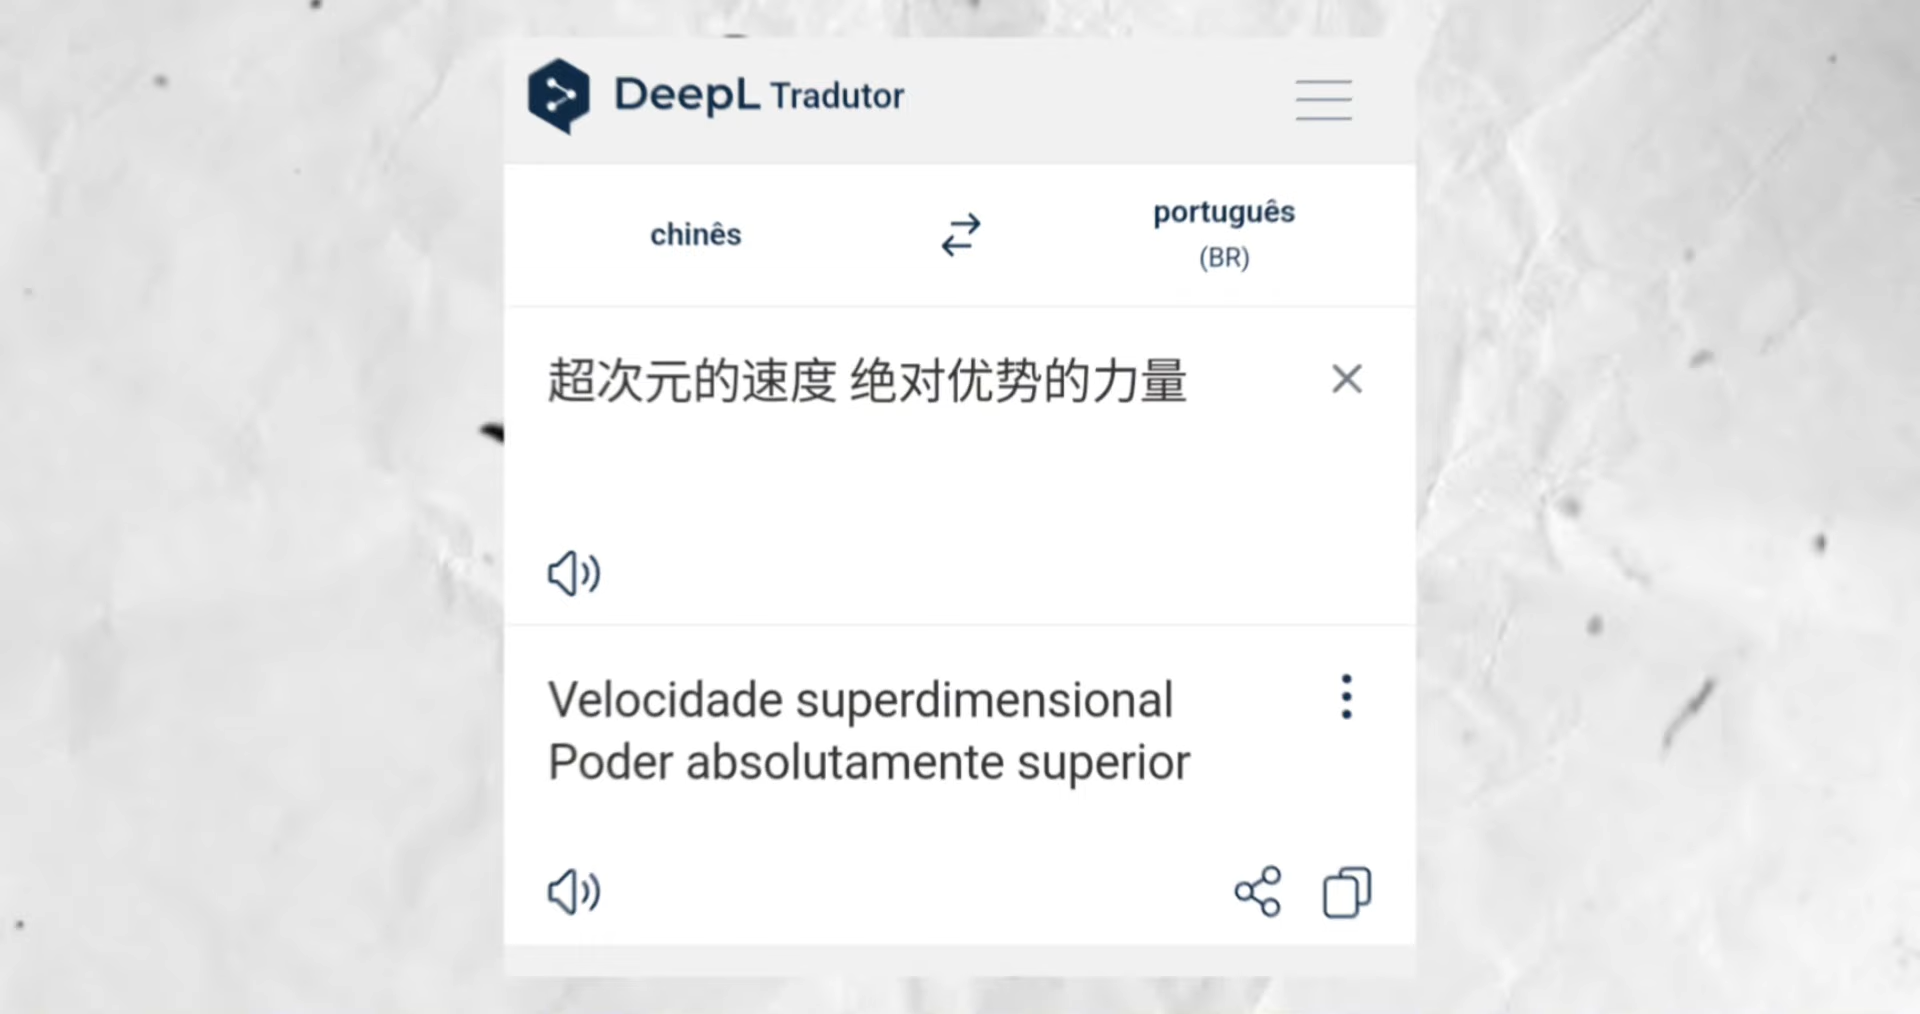 DeepL Tradutor
chinês
português
(BR)
超次元的速度 绝对优势的力量
Velocidade superdimensional
Poder absolutamente superior